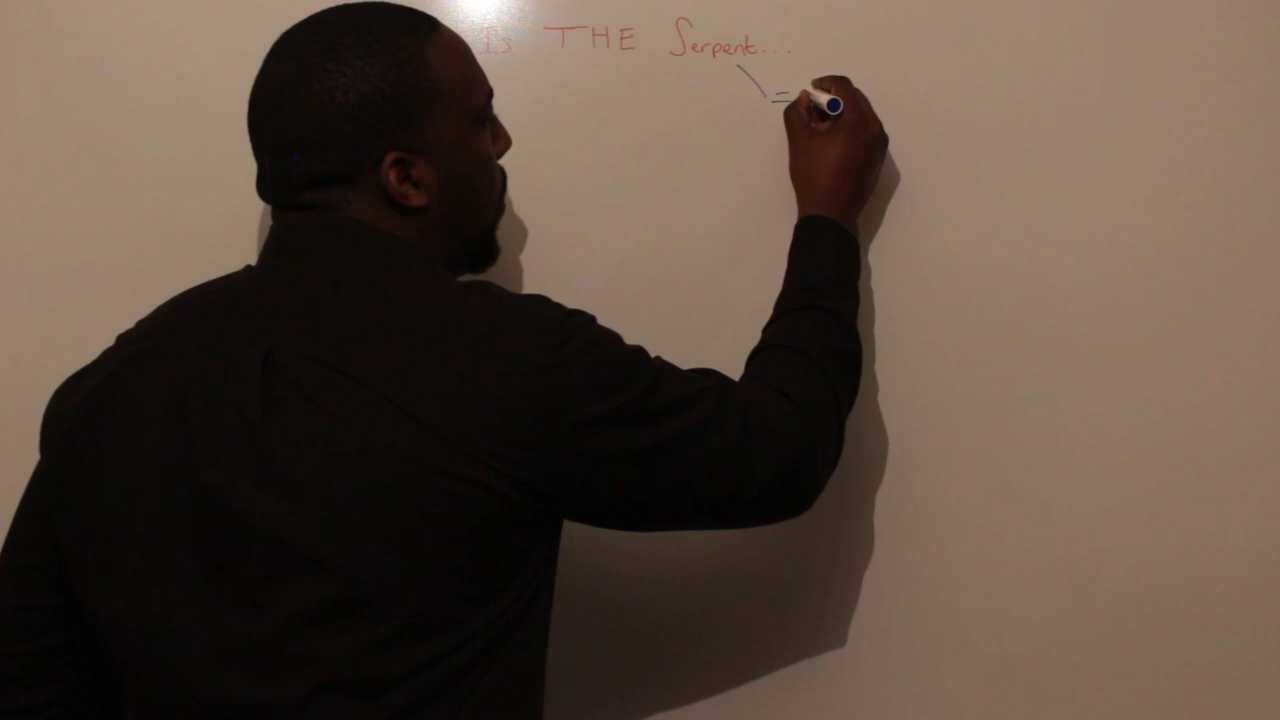 Is THE Serpent...
=